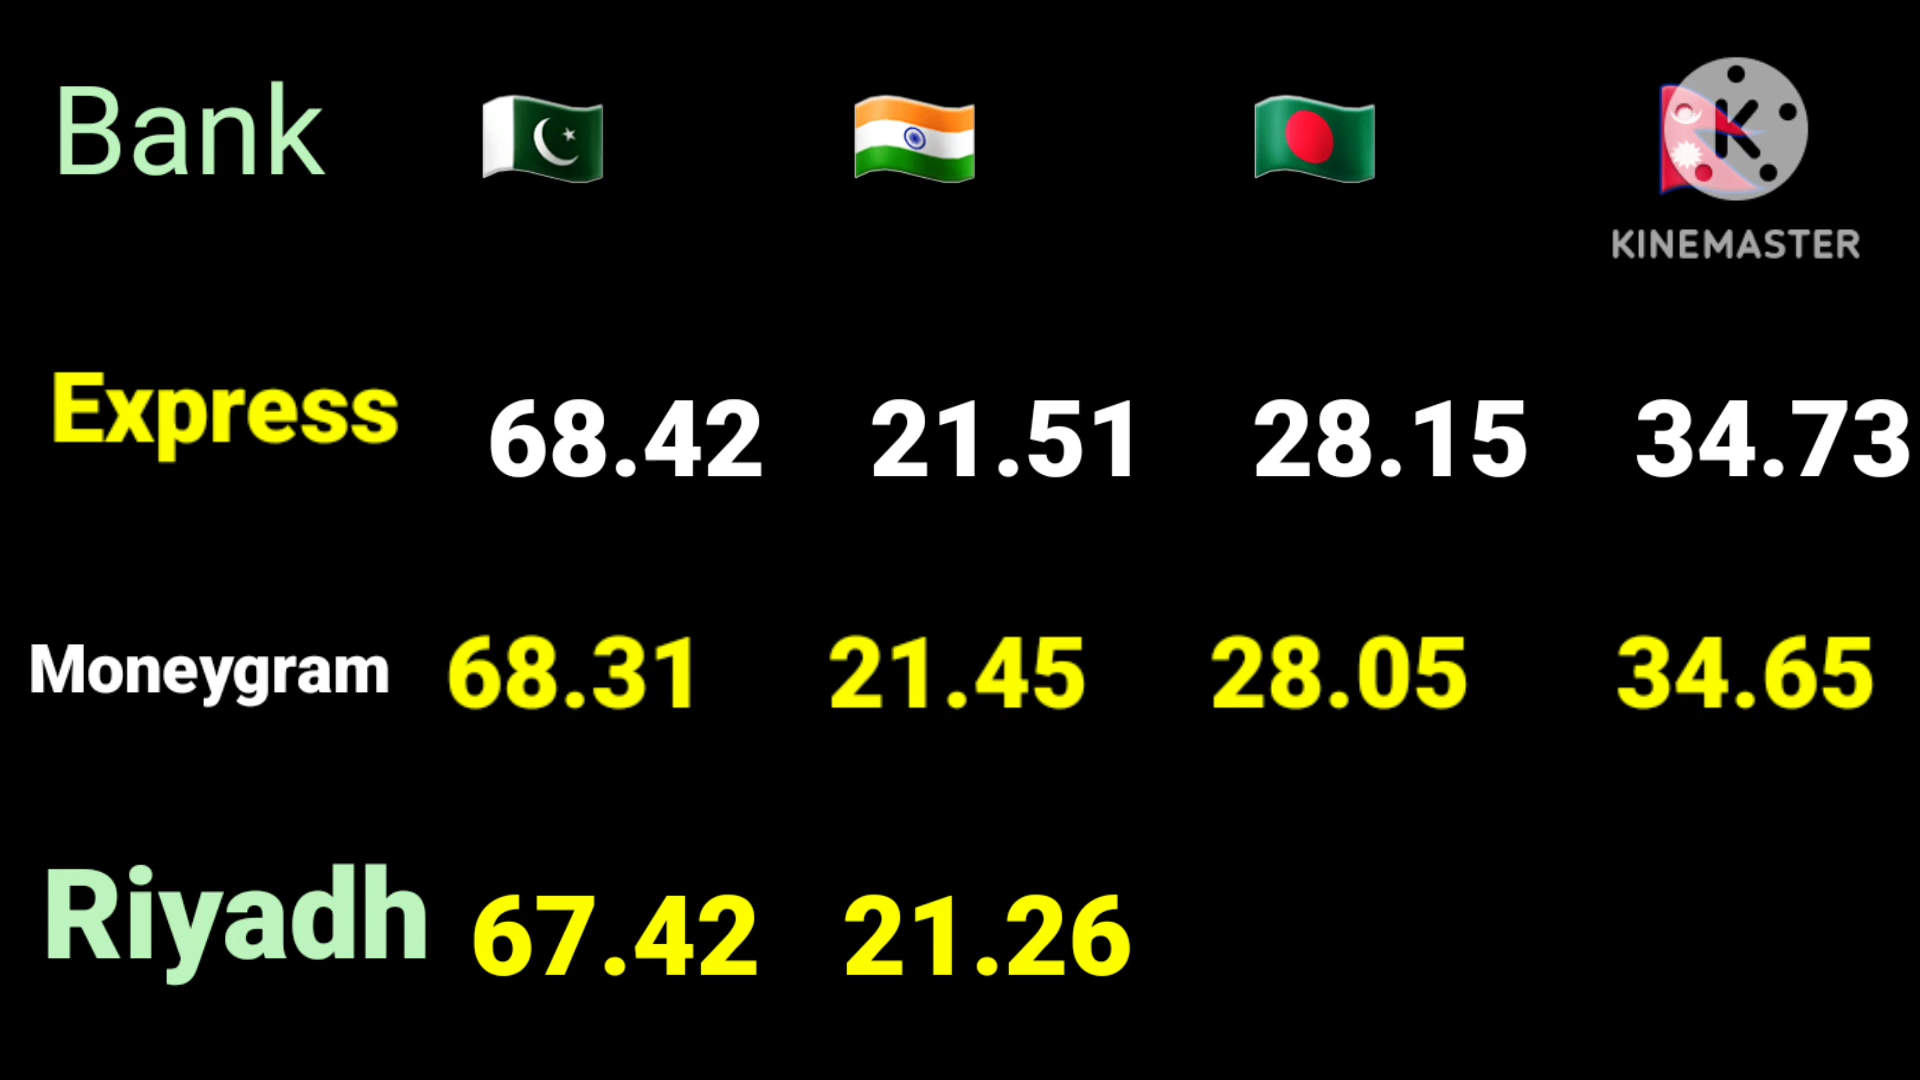 Bank
KINEMASTER
Express 68.42 21.51 28.15 34.73
Moneygram 68.31 21.45 28.05 34.65
Riyadh 67.42 21.26